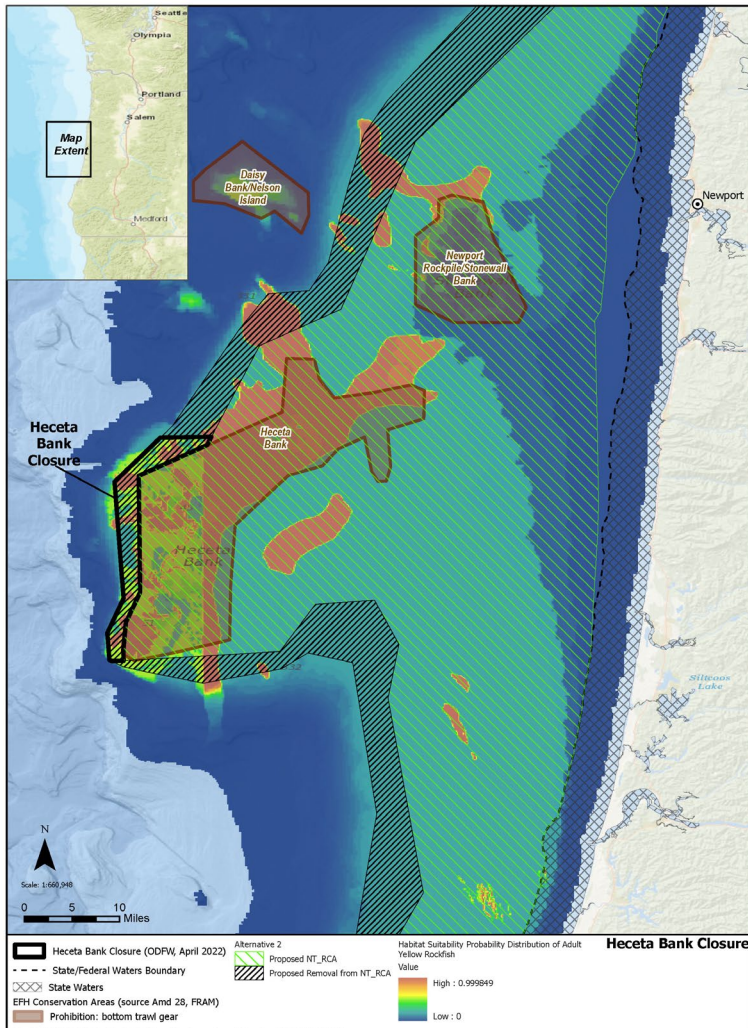 Seattle
Olympia
Portland
Salem
Map
Extent
Medford
Daisy
Bank/Nelson
Island
Newport
Newport
Rockpile/Stonewall
Bank
Heceta
Bank
Closure
Heceta
Bank
Heceta
Bank
Lake
N
Scale: 1:660,948
0 5 10
Miles
Heceta Bank Closure (ODFW, April 2022)
State/Federal Waters Boundary
State Waters
EFH Conservation Areas (source Amd 28, FRAM)
Prohibition: bottom trawl gear
Alternative 2
Proposed NT_RCA
Proposed Removal from NT_RCA
Habitat Suitability Probability Distribution of Adult
Yellow Rockfish
Value
High : 0.999849
Low : 0
Heceta Bank Closure